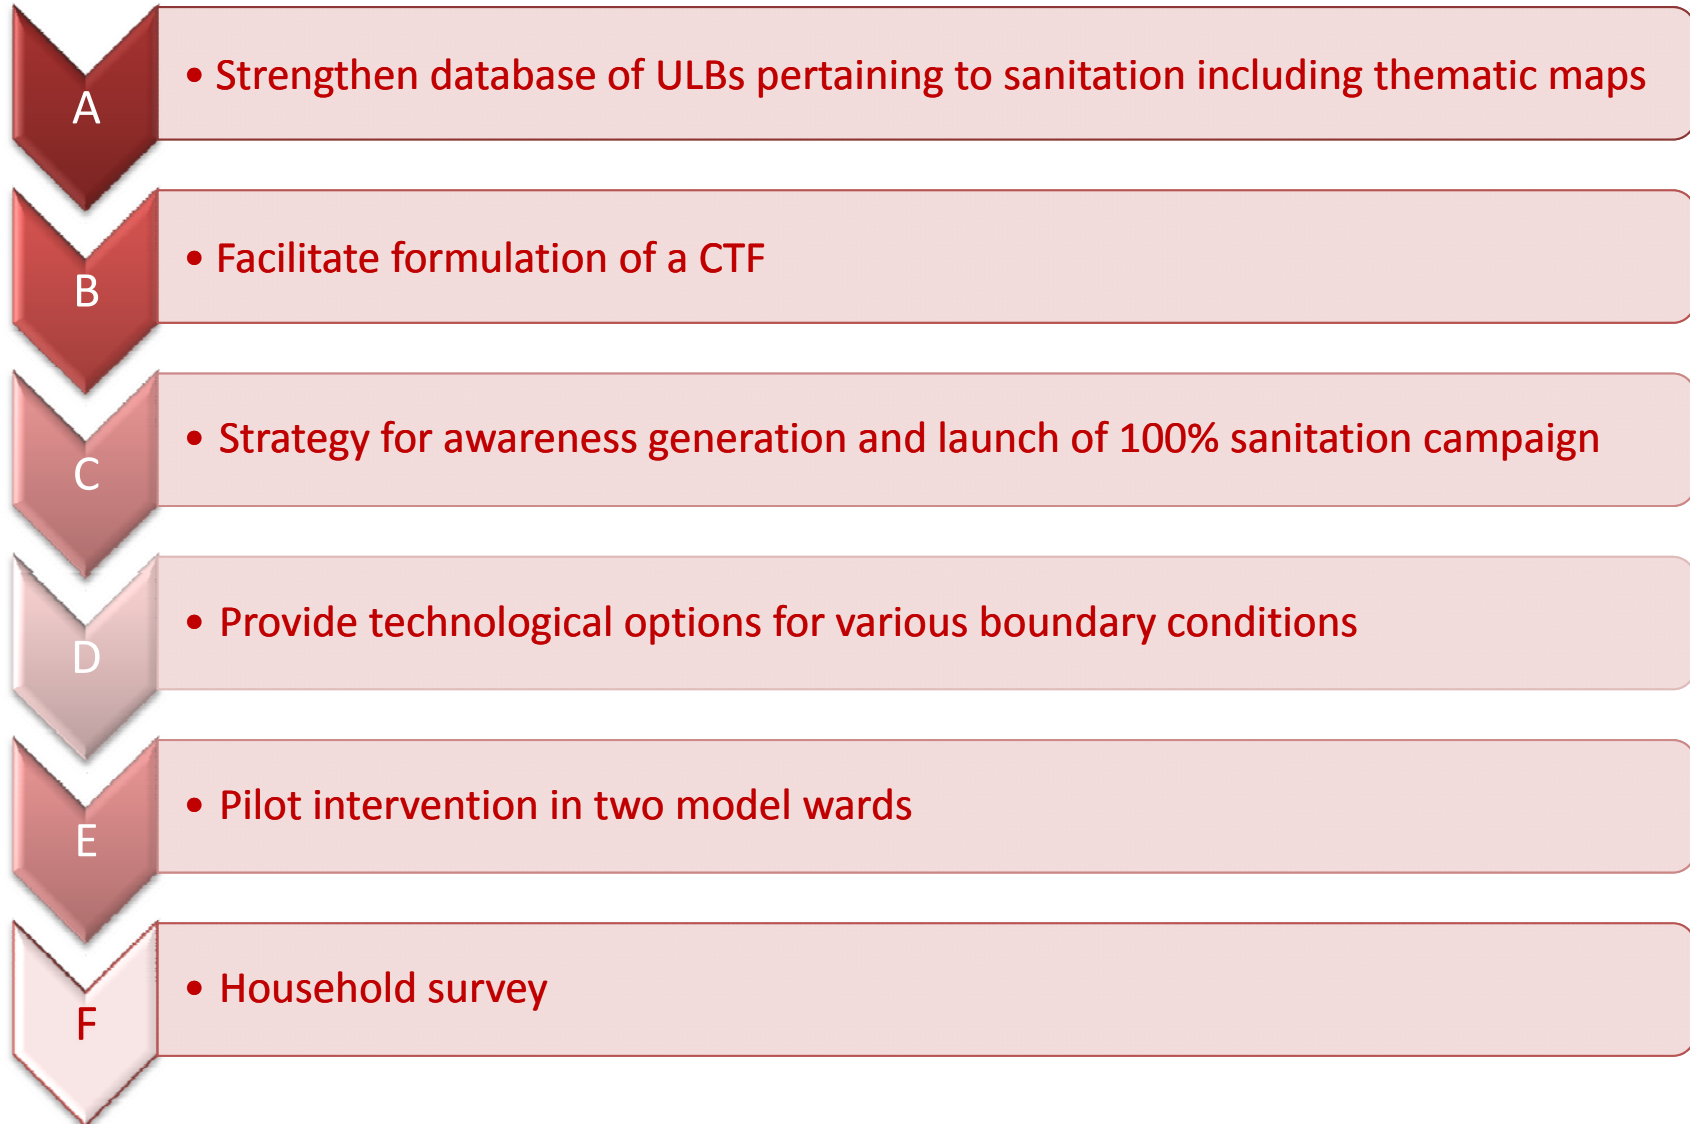 A
• Strengthen database of ULBs pertaining to sanitation including thematic maps
B
• Facilitate formulation of a CTF
C
• Strategy for awareness generation and launch of 100% sanitation campaign
D
• Provide technological options for various boundary conditions
E
• Pilot intervention in two model wards
F
• Household survey